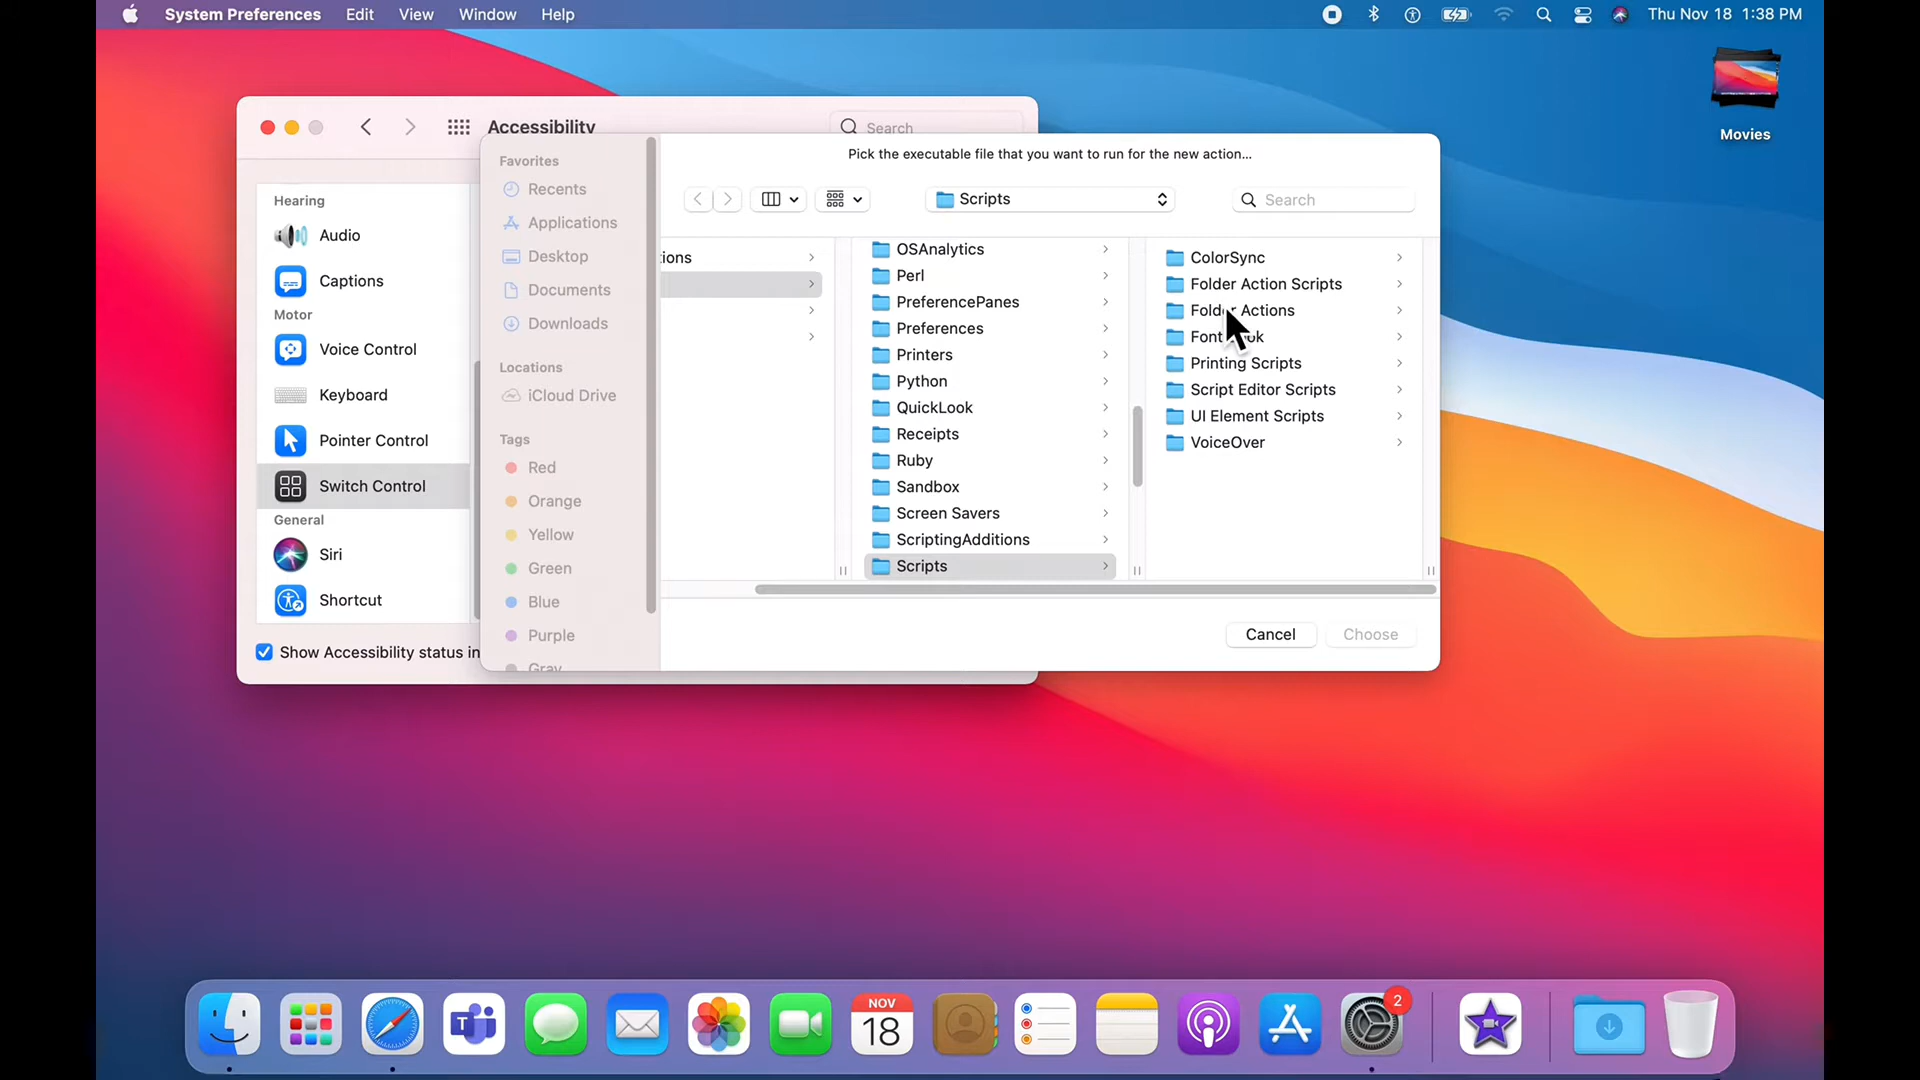 System Preferences Edit View Window Help
Thu Nov 18 1:38 PM
Movies
Accessibility
Search
Hearing
Audio
Captions
Motor
Voice Control
Keyboard
Pointer Control
Switch Control
General
Siri
Shortcut
Show Accessibility status in
Favorites
Recents
Applications
Desktop
Documents
Downloads
Locations
iCloud Drive
Tags
Red
Orange
Yellow
Green
Blue
Purple
Gray
Pick the executable file that you want to run for the new action...
Scripts
Search
ions
OSAnalytics
Perl
PreferencePanes
Preferences
Printers
Python
QuickLook
Receipts
Ruby
Sandbox
Screen Savers
ScriptingAdditions
Scripts
ColorSync
Folder Action Scripts
Folder Actions
Printing Scripts
Script Editor Scripts
UI Element Scripts
VoiceOver
Cancel
Choose
NOV
18
2